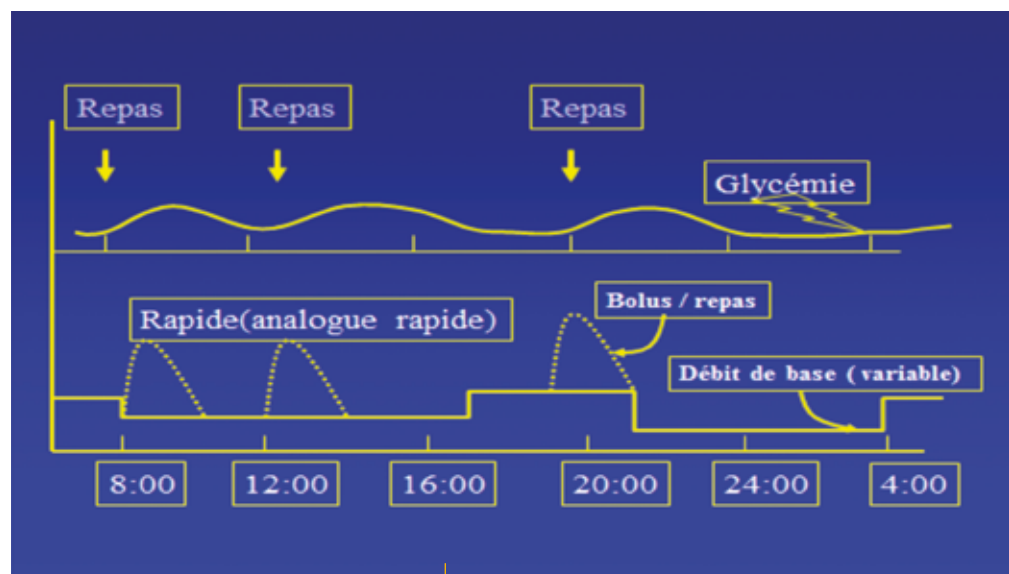 Repas
Repas
Repas
Glycémie
Rapide(analogue rapide)
Bolus / repas
Débit de base ( variable)
8:00
12:00
16:00
20:00
24:00
4:00